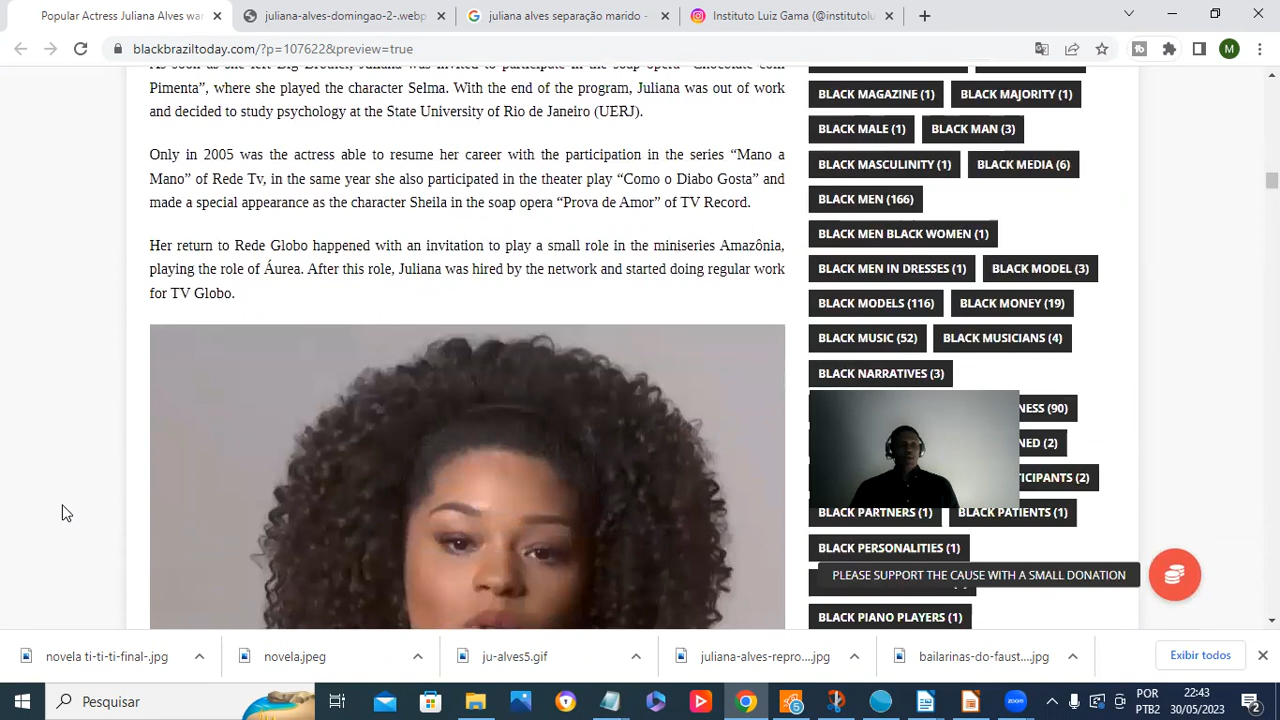 Popular Actress Juliana Alves war
juliana-alves-domingao-2-.webp
juliana alves separação marido -
Instituto Luiz Gama (@institotolu
blackbraziltoday.com/?p=107622&preview=true
M
Pimenta”, where she played the character Selma. With the end of the program, Juliana was out of work
and decided to study psychology at the State University of Rio de Janeiro (UERJ).
Only in 2005 was the actress able to resume her career with the participation in the series “Mano a
Mano” of Rede Tv, in the same year she also participated in the theater play “Como o Diabo Gosta” and
made a special appearance as the character Sheila in the soap opera “Prova de Amor” of TV Record.
Her return to Rede Globo happened with an invitation to play a small role in the miniseries Amazônia,
playing the role of Áurea. After this role, Juliana was hired by the network and started doing regular work
for TV Globo.
BLACK MAGAZINE (1) BLACK MAJORITY (1)
BLACK MALE (1) BLACK MAN (3)
BLACK MASCULINITY (1) BLACK MEDIA (6)
BLACK MEN (166)
BLACK MEN BLACK WOMEN (1)
BLACK MEN IN DRESSES (1) BLACK MODEL (3)
BLACK MODELS (116) BLACK MONEY (19)
BLACK MUSIC (52) BLACK MUSICIANS (4)
BLACK NARRATIVES (3)
NESS (90)
NED (2)
TICIPANTS (2)
BLACK PARTNERS (1) BLACK PATIENTS (1)
BLACK PERSONALITIES (1)
PLEASE SUPPORT THE CAUSE WITH A SMALL DONATION
BLACK PIANO PLAYERS (1)
novela ti-ti-ti-final-.jpg
novela.jpeg
ju-alves5.gif
juliana-alves-repro....jpg
bailarinas-do-faust....jpg
Exibir todos
Pesquisar
5
zoom
POR
PTB2
22:43
30/05/2023
2